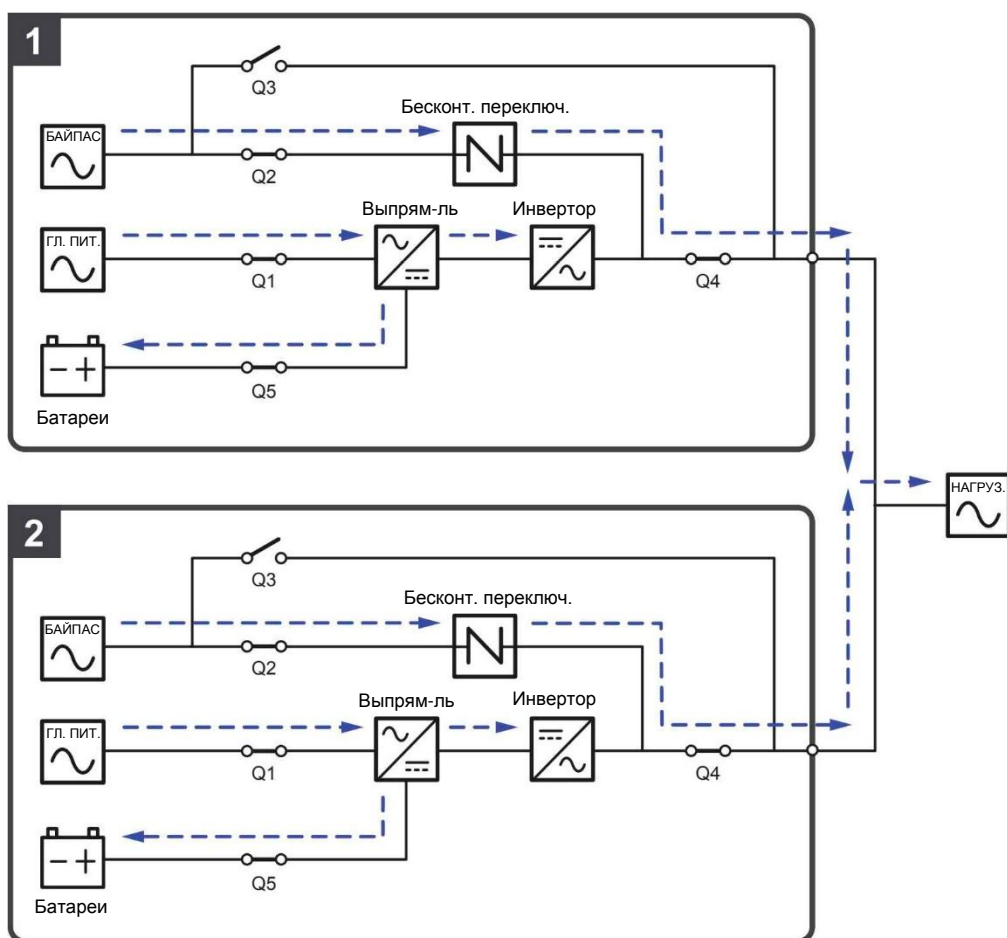 1
Q3
Бесконт. переключ.
БАЙПАС
Q2
Выпрям-ль
Инвертор
ГЛ. ПИТ.
Q1
Q4
Q5
Батареи
НАГРУЗ.
2
Q3
Бесконт. переключ.
БАЙПАС
Q2
Выпрям-ль
Инвертор
ГЛ. ПИТ.
Q1
Q4
Q5
Батареи